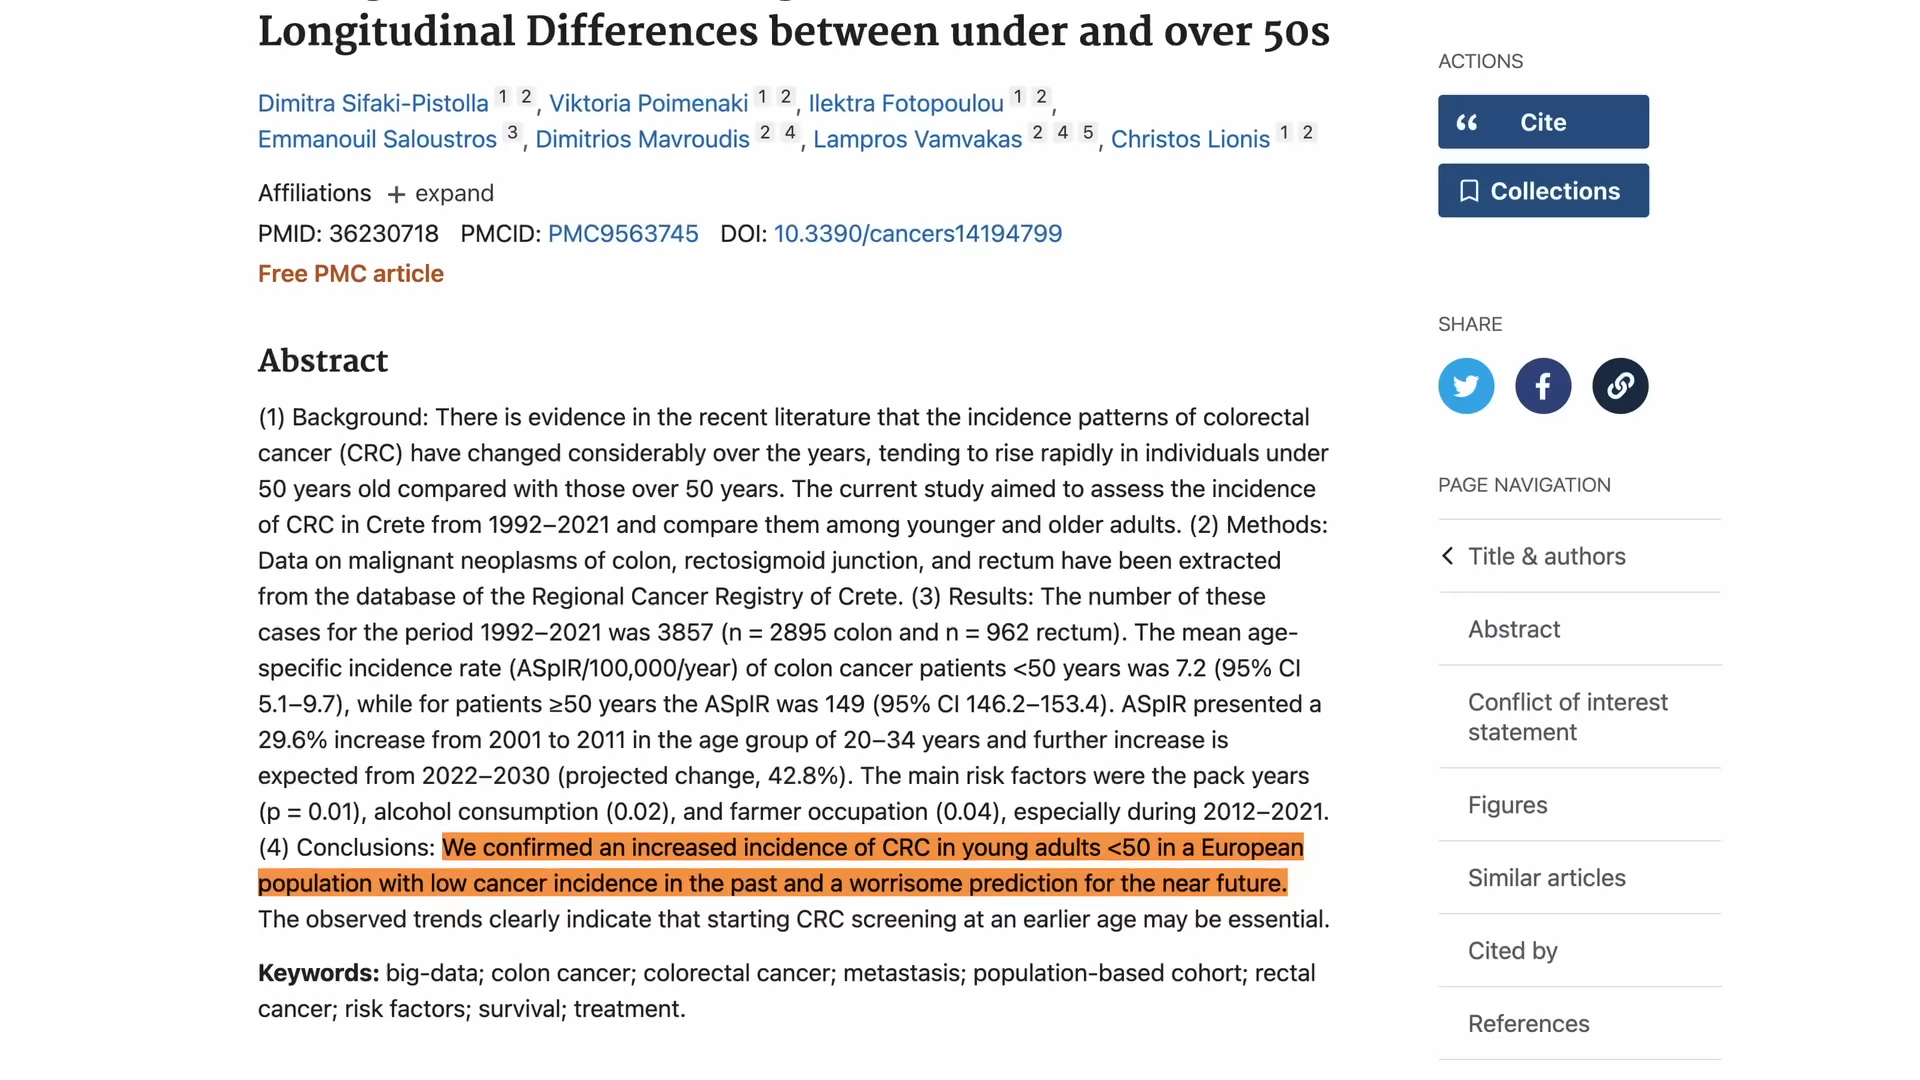 Longitudinal Differences between under and over 50s
Dimitra Sifaki-Pistolla 1 2, Viktoria Poimenaki 1 2, Ilektra Fotopoulou 1 2,
Emmanouil Saloustros 3, Dimitrios Mavroudis 2 4, Lampros Vamvakas 2 4 5, Christos Lionis 1 2
Affiliations + expand
PMID: 36230718 PMCID: PMC9563745 DOI: 10.3390/cancers14194799
Free PMC article
Abstract
(1) Background: There is evidence in the recent literature that the incidence patterns of colorectal
cancer (CRC) have changed considerably over the years, tending to rise rapidly in individuals under
50 years old compared with those over 50 years. The current study aimed to assess the incidence
of CRC in Crete from 1992–2021 and compare them among younger and older adults. (2) Methods:
Data on malignant neoplasms of colon, rectosigmoid junction, and rectum have been extracted
from the database of the Regional Cancer Registry of Crete. (3) Results: The number of these
cases for the period 1992–2021 was 3857 (n = 2895 colon and n = 962 rectum). The mean age-
specific incidence rate (ASpIR/100,000/year) of colon cancer patients <50 years was 7.2 (95% CI
5.1–9.7), while for patients ≥50 years the ASpIR was 149 (95% CI 146.2–153.4). ASpIR presented a
29.6% increase from 2001 to 2011 in the age group of 20–34 years and further increase is
expected from 2022–2030 (projected change, 42.8%). The main risk factors were the pack years
(p = 0.01), alcohol consumption (0.02), and farmer occupation (0.04), especially during 2012–2021.
(4) Conclusions: We confirmed an increased incidence of CRC in young adults <50 in a European
population with low cancer incidence in the past and a worrisome prediction for the near future.
The observed trends clearly indicate that starting CRC screening at an earlier age may be essential.
Keywords: big-data; colon cancer; colorectal cancer; metastasis; population-based cohort; rectal
cancer; risk factors; survival; treatment.
ACTIONS
Cite
Collections
SHARE
PAGE NAVIGATION
Title & authors
Abstract
Conflict of interest
statement
Figures
Similar articles
Cited by
References